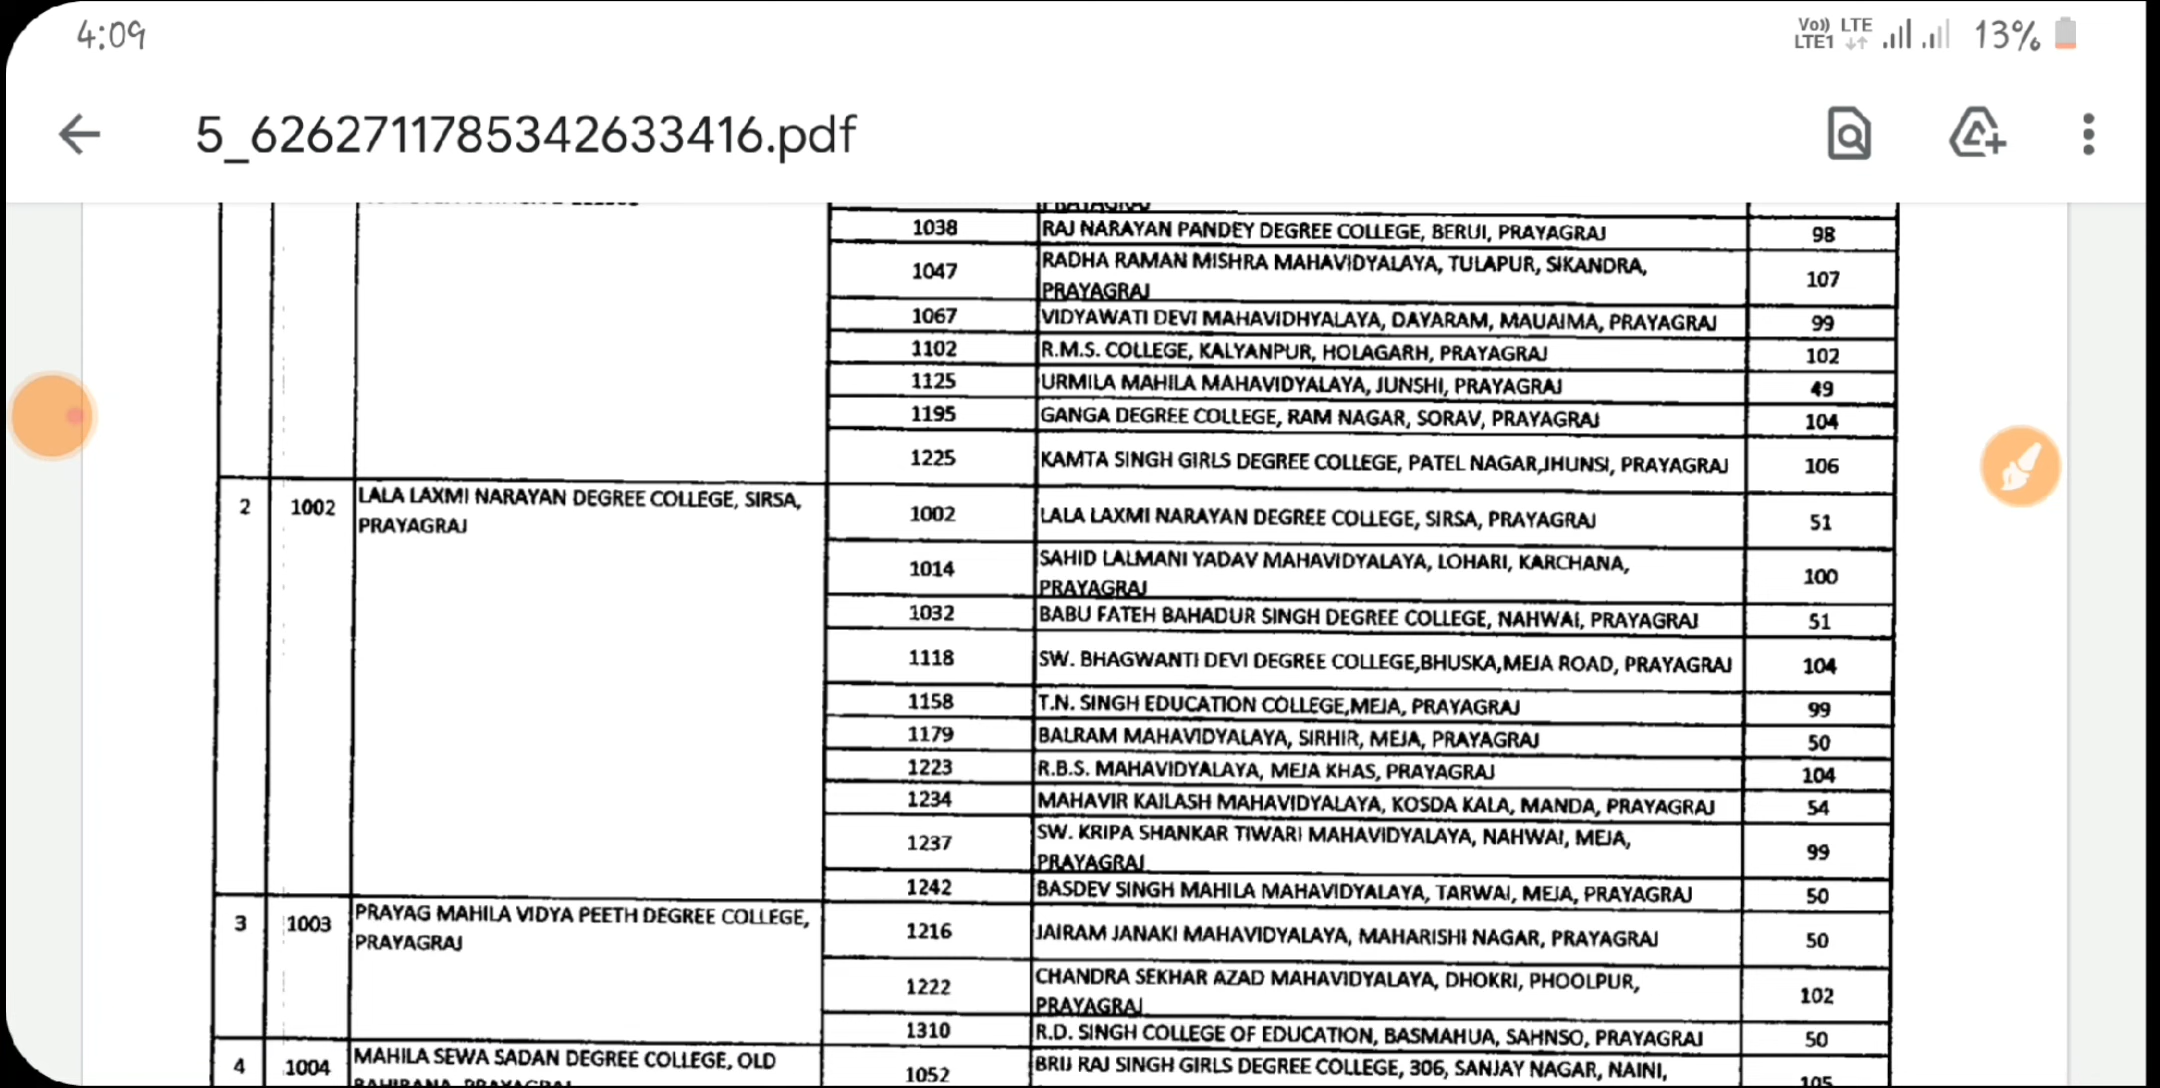 4:09
Vo)) LTE
LTE1
13%
5_6262711785342633416.pdf
1038 RAJ NARAYAN PANDEY DEGREE COLLEGE, BERUI, PRAYAGRAJ 98
1047 RADHA RAMAN MISHRA MAHAVIDYALAYA, TULAPUR, SIKANDRA,
PRAYAGRAJ 107
1067 VIDYAWATI DEVI MAHAVIDHYALAYA, DAYARAM, MAUAIMA, PRAYAGRAJ 99
1102 R.M.S. COLLEGE, KALYANPUR, HOLAGARH, PRAYAGRAJ 102
1125 URMILA MAHILA MAHAVIDYALAYA, JUNSHI, PRAYAGRAJ 49
1195 GANGA DEGREE COLLEGE, RAM NAGAR, SORAV, PRAYAGRAJ 104
1225 KAMTA SINGH GIRLS DEGREE COLLEGE, PATEL NAGAR,JHUNSI, PRAYAGRAJ 106
2 1002 LALA LAXMI NARAYAN DEGREE COLLEGE, SIRSA,
PRAYAGRAJ
1002 LALA LAXMI NARAYAN DEGREE COLLEGE, SIRSA, PRAYAGRAJ 51
1014 SAHID LALMANI YADAV MAHAVIDYALAYA, LOHARI, KARCHANA,
PRAYAGRAJ 100
1032 BABU FATEH BAHADUR SINGH DEGREE COLLEGE, NAHWAI, PRAYAGRAJ 51
1118 SW. BHAGWANTI DEVI DEGREE COLLEGE,BHUSKA,MEJA ROAD, PRAYAGRAJ 104
1158 T.N. SINGH EDUCATION COLLEGE,MEJA, PRAYAGRAJ 99
1179 BALRAM MAHAVIDYALAYA, SIRHIR, MEJA, PRAYAGRAJ 50
1223 R.B.S. MAHAVIDYALAYA, MEJA KHAS, PRAYAGRAJ 104
1234 MAHAVIR KAILASH MAHAVIDYALAYA, KOSDA KALA, MANDA, PRAYAGRAJ 54
1237 SW. KRIPA SHANKAR TIWARI MAHAVIDYALAYA, NAHWAI, MEJA,
PRAYAGRAJ 99
1242 BASDEV SINGH MAHILA MAHAVIDYALAYA, TARWAI, MEJA, PRAYAGRAJ 50
3 1003 PRAYAG MAHILA VIDYA PEETH DEGREE COLLEGE,
PRAYAGRAJ
1216 JAIRAM JANAKI MAHAVIDYALAYA, MAHARISHI NAGAR, PRAYAGRAJ 50
1222 CHANDRA SEKHAR AZAD MAHAVIDYALAYA, DHOKRI, PHOOLPUR,
PRAYAGRAJ 102
1310 R.D. SINGH COLLEGE OF EDUCATION, BASMAHUA, SAHNSO, PRAYAGRAJ 50
4 1004 MAHILA SEWA SADAN DEGREE COLLEGE, OLD
1052 BRIJ RAJ SINGH GIRLS DEGREE COLLEGE, 306, SANJAY NAGAR, NAINI,
105